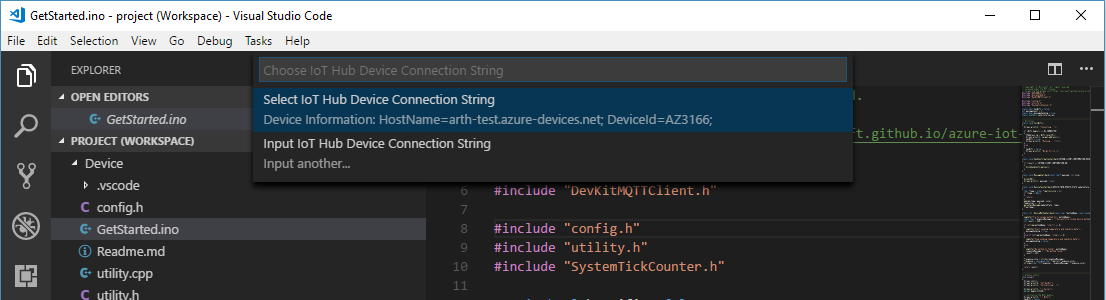 GetStarted.ino - project (Workspace) - Visual Studio Code
File Edit Selection View Go Debug Tasks Help
EXPLORER
OPEN EDITORS
GetStarted.ino
PROJECT (WORKSPACE)
Device
.vscode
config.h
GetStarted.ino
Readme.md
utility.cpp
utility.h
Choose IoT Hub Device Connection String
Select IoT Hub Device Connection String
Device Information: HostName=arth-test.azure-devices.net; DeviceId=AZ3166;
Input IoT Hub Device Connection String
Input another...
ft.github.io/azure-iot-
6 #include "DevKitMQTTClient.h"
7
8 #include "config.h"
9 #include "utility.h"
10 #include "SystemTickCounter.h"
11